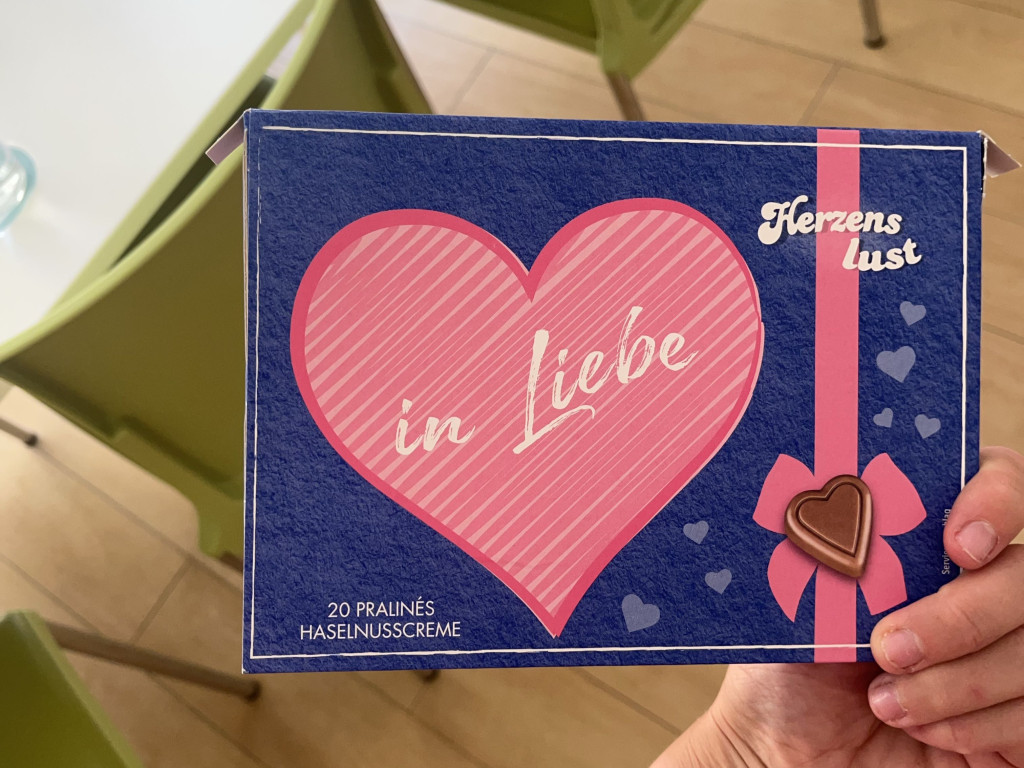 Herzens
lust
in Liebe
20 PRALINÉS
HASELNUSSCREME